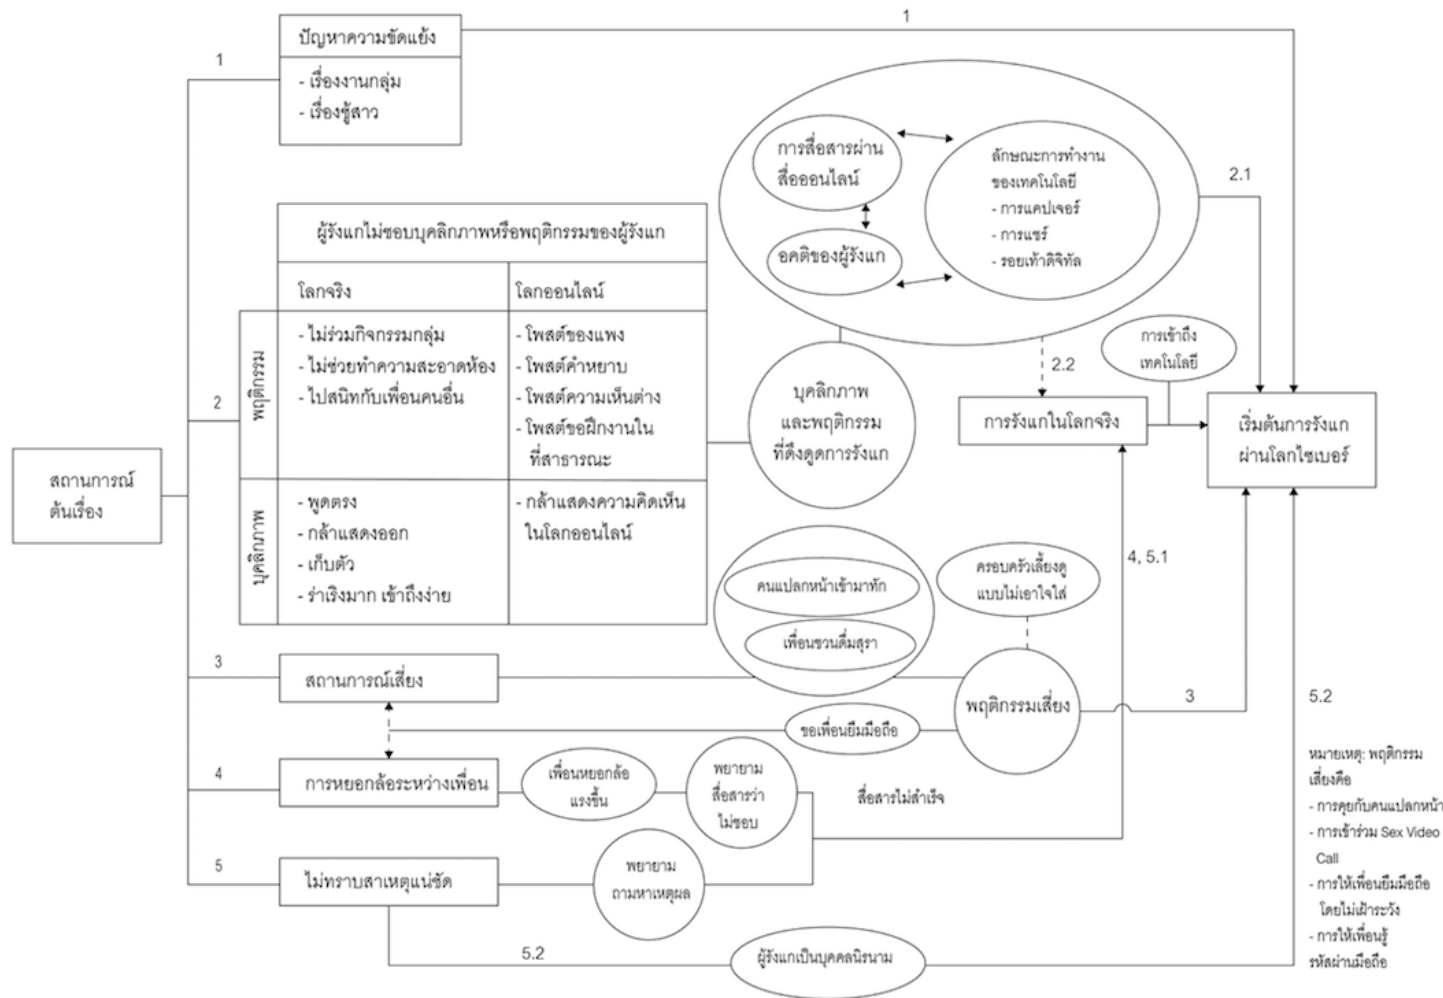 สถานการณ์
ต้นเรื่อง
1
ปัญหาความขัดแย้ง
- เรื่องงานกลุ่ม
- เรื่องชู้สาว
1
2
ผู้รังแกไม่ชอบบุคลิกภาพหรือพฤติกรรมของผู้รังแก
โลกจริง
โลกออนไลน์
พฤติกรรม
- ไม่ร่วมกิจกรรมกลุ่ม
- ไม่ช่วยทำความสะอาดห้อง
- ไปสนิทกับเพื่อนคนอื่น
- โพสต์ของแพง
- โพสต์คำหยาบ
- โพสต์ความเห็นต่าง
- โพสต์ขอฝึกงานใน
ที่สาธารณะ
บุคลิกภาพ
- พูดตรง
- กล้าแสดงออก
- เก็บตัว
- ร่าเริงมาก เข้าถึงง่าย
- กล้าแสดงความคิดเห็น
ในโลกออนไลน์
บุคลิกภาพ
และพฤติกรรม
ที่ดึงดูดการรังแก
การสื่อสารผ่าน
สื่อออนไลน์
อคติของผู้รังแก
ลักษณะการทำงาน
ของเทคโนโลยี
- การแคปเจอร์
- การแชร์
- รอยเท้าดิจิทัล
2.1
2.2
การเข้าถึง
เทคโนโลยี
การรังแกในโลกจริง
เริ่มต้นการรังแก
ผ่านโลกไซเบอร์
3
สถานการณ์เสี่ยง
คนแปลกหน้าเข้ามาทัก
เพื่อนชวนดื่มสุรา
ครอบครัวเลี้ยงดู
แบบไม่เอาใจใส่
พฤติกรรมเสี่ยง
3
ขอเพื่อนยืมมือถือ
4
การหยอกล้อระหว่างเพื่อน
เพื่อนหยอกล้อ
แรงขึ้น
พยายาม
สื่อสารว่า
ไม่ชอบ
สื่อสารไม่สำเร็จ
4, 5.1
5
ไม่ทราบสาเหตุแน่ชัด
พยายาม
ถามหาเหตุผล
5.2
ผู้รังแกเป็นบุคคลนิรนาม
5.2
หมายเหตุ: พฤติกรรม
เสี่ยงคือ
- การคุยกับคนแปลกหน้า
- การเข้าร่วม Sex Video
Call
- การให้เพื่อนยืมมือถือ
โดยไม่เฝ้าระวัง
- การให้เพื่อนรู้
รหัสผ่านมือถือ